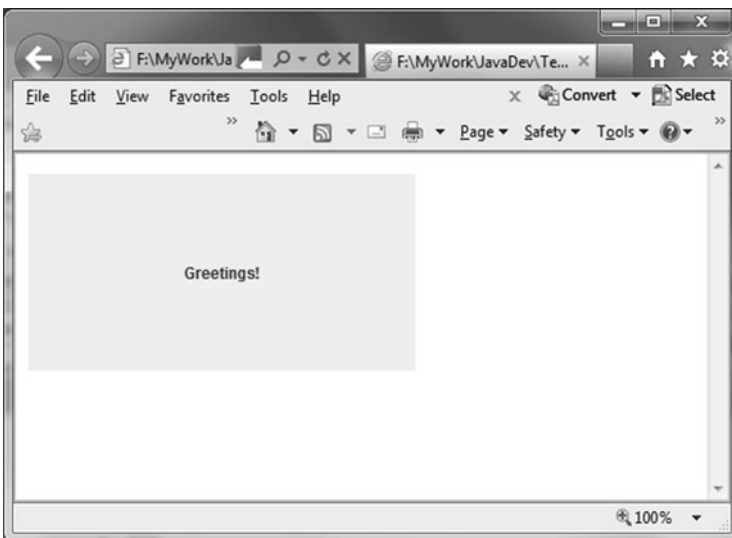 F:\MyWork\Ja
F:\MyWork\JavaDev\Te...
File Edit View Favorites Tools Help
x Convert Select
Page Safety Tools
Greetings!
100%